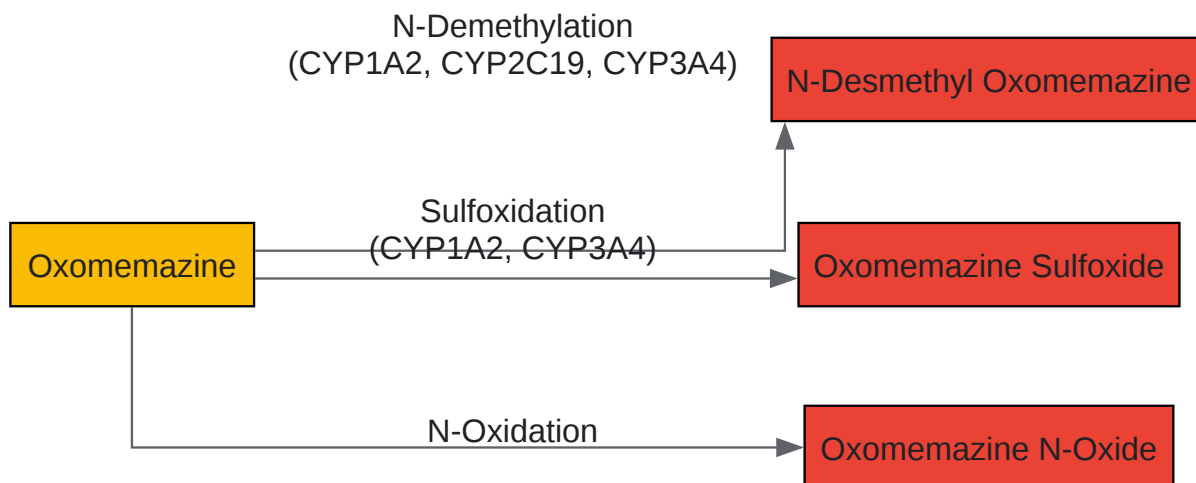 N-Demethylation
(CYP1A2, CYP2C19, CYP3A4)
N-Desmethyl Oxomemazine
Sulfoxidation
(CYP1A2, CYP3A4)
Oxomemazine
Oxomemazine Sulfoxide
N-Oxidation
Oxomemazine N-Oxide